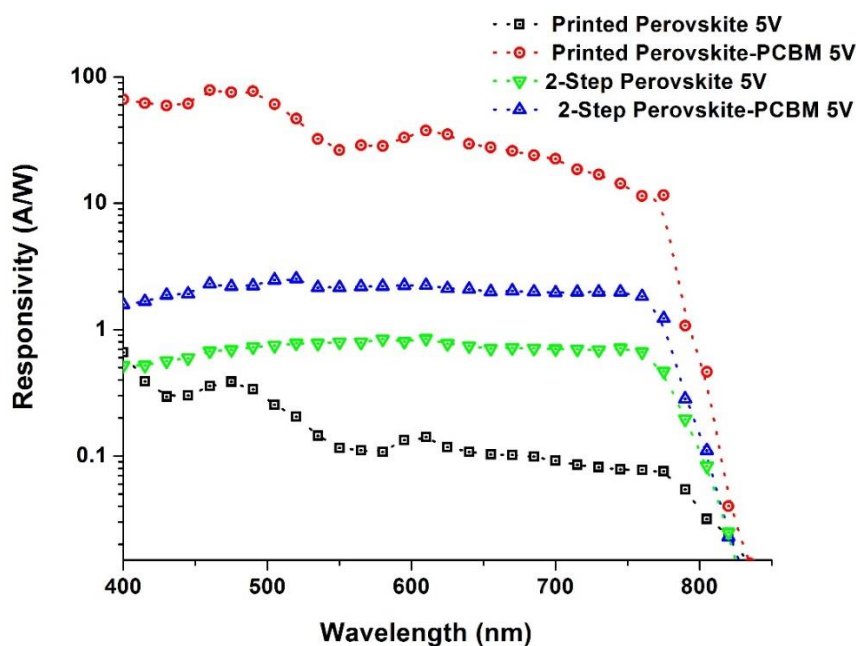 Printed Perovskite 5V
Printed Perovskite-PCBM 5V
2-Step Perovskite 5V
2-Step Perovskite-PCBM 5V
100
10
1
0.1
Responsivity (A/W)
400 500 600 700 800
Wavelength (nm)